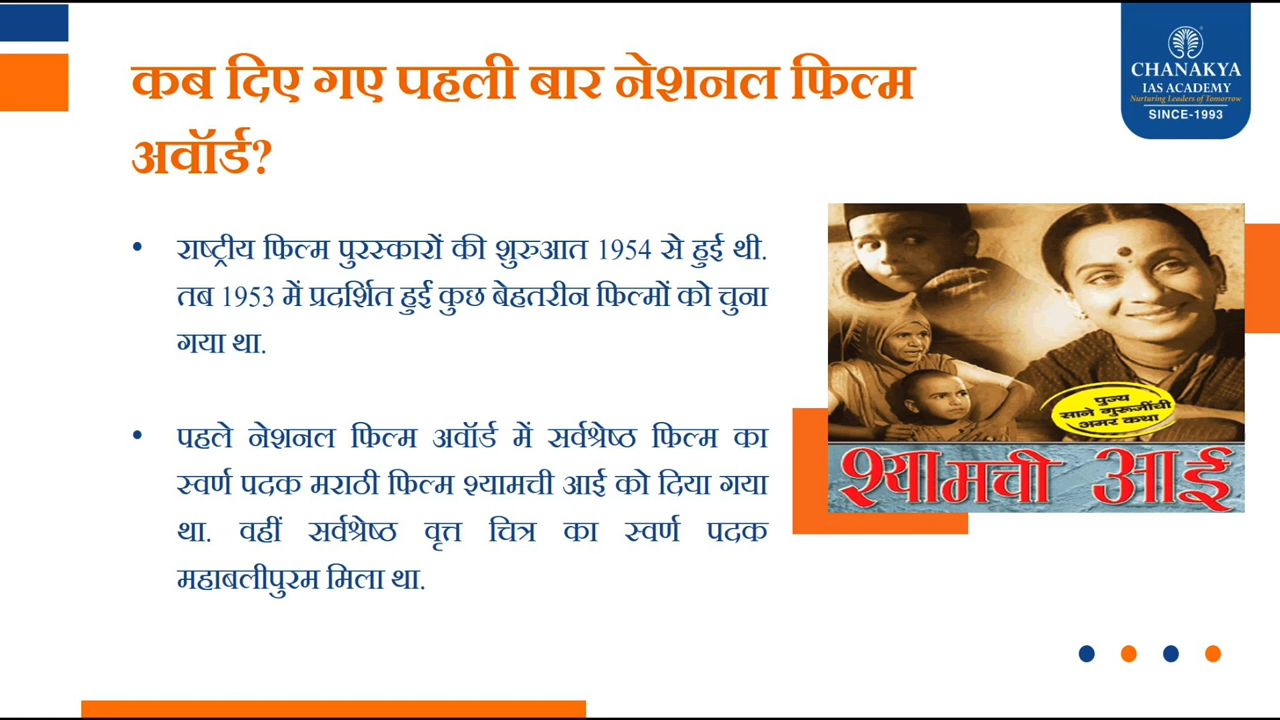 कब दिए गए पहली बार नेशनल फिल्म
अवॉर्ड?
CHANAKYA
IAS ACADEMY
Nurturing Leaders of Tomorrow
SINCE-1993
• राष्ट्रीय फिल्म पुरस्कारों की शुरुआत 1954 से हुई थी.
तब 1953 में प्रदर्शित हुई कुछ बेहतरीन फिल्मों को चुना
गया था.
• पहले नेशनल फिल्म अवॉर्ड में सर्वश्रेष्ठ फिल्म का
स्वर्ण पदक मराठी फिल्म श्यामची आई को दिया गया
था. वहीं सर्वश्रेष्ठ वृत्त चित्र का स्वर्ण पदक
महाबलीपुरम मिला था.
पुज्य
साने गुरुजींची
अमर कथा
श्यामची आई